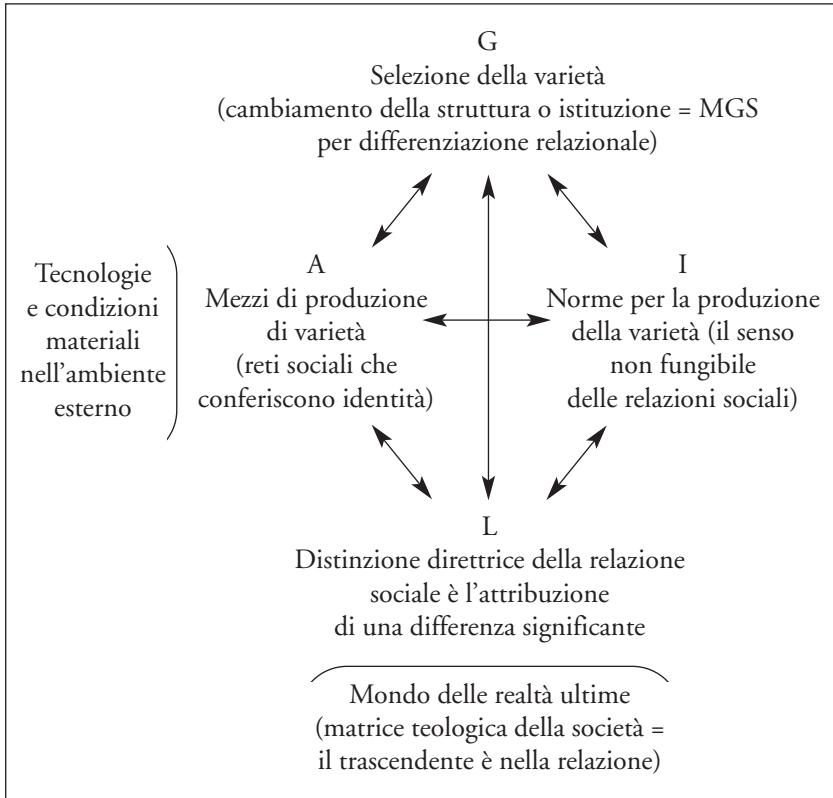 G
Selezione della varietà
(cambiamento della struttura o istituzione = MGS
per differenziazione relazionale)
Tecnologie
e condizioni
materiali
nell’ambiente
esterno
A
Mezzi di produzione
di varietà
(reti sociali che
conferiscono identità)
I
Norme per la produzione
della varietà (il senso
non fungibile
delle relazioni sociali)
L
Distinzione direttrice della relazione
sociale è l’attribuzione
di una differenza significante
Mondo delle realtà ultime
(matrice teologica della società =
il trascendente è nella relazione)